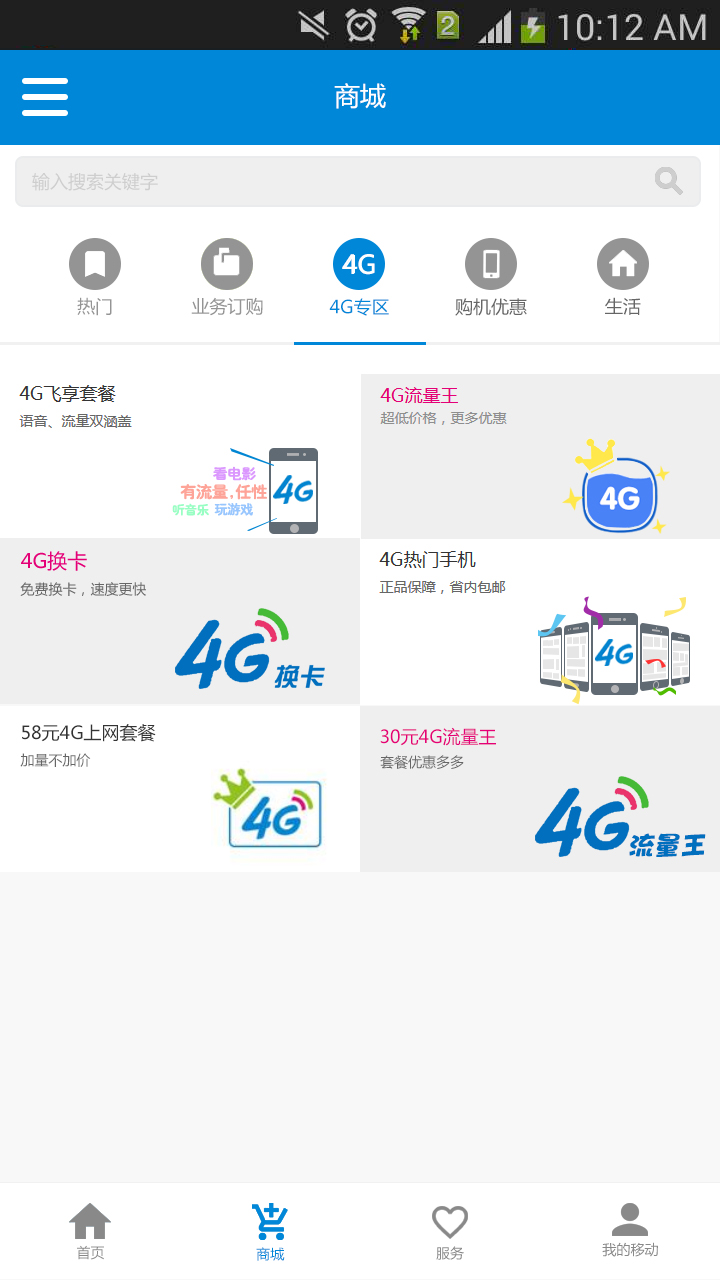 2 10:12 AM
商城
输入搜索关键字
4G
热门 业务订购 4G专区 购机优惠 生活
4G飞享套餐
语音、流量双涵盖
看电影
有流量.任性
听音乐 玩游戏
4G
4G流量王
超低价格，更多优惠
4G
4G换卡
免费换卡，速度更快
4G换卡
4G热门手机
正品保障，省内包邮
4G
58元4G上网套餐
加量不加价
4G
30元4G流量王
套餐优惠多多
4G流量王
首页 商城 服务 我的移动